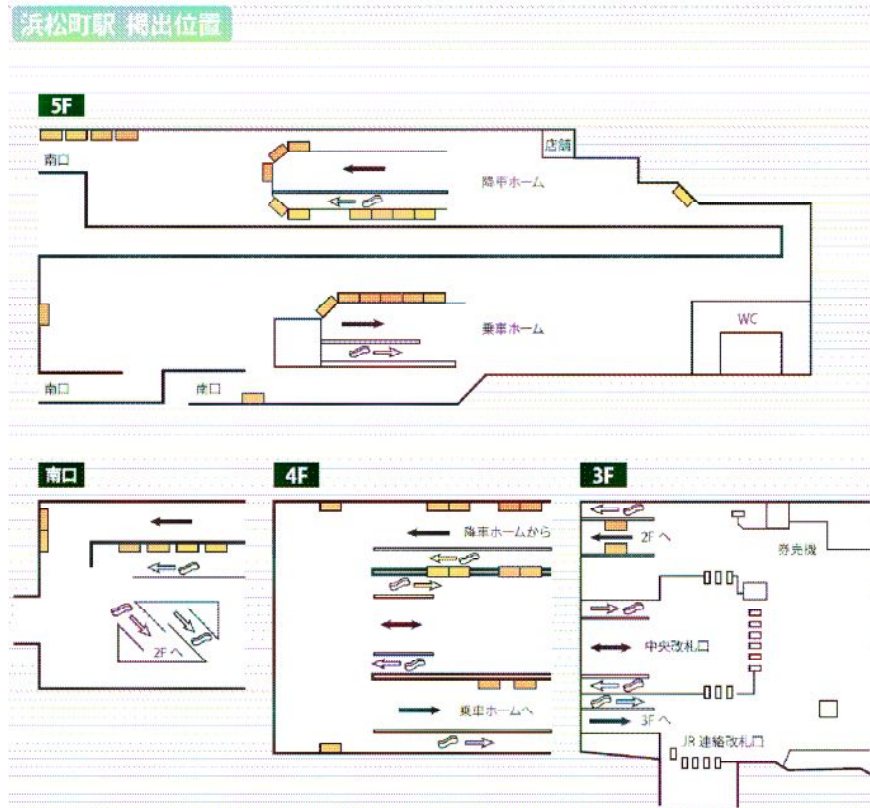 浜松町駅 掲出位置
5F
店舗
南口
降車ホーム
乗車ホーム
WC
南口
南口
南口
4F
3F
降車ホームから
2Fへ
券売機
中央改札口
2Fへ
乗車ホームへ
3Fへ
JR連絡改札口